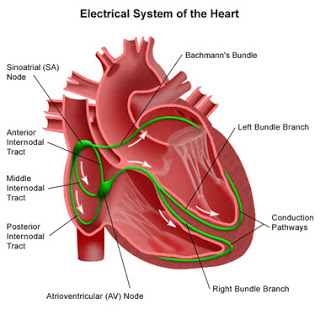 Electrical System of the Heart
Bachmann's Bundle
Sinoatrial (SA)
Node
Anterior
Internodal
Tract
Middle
Internodal
Tract
Posterior
Internodal
Tract
Left Bundle Branch
Conduction
Pathways
Right Bundle Branch
Atrioventricular (AV) Node